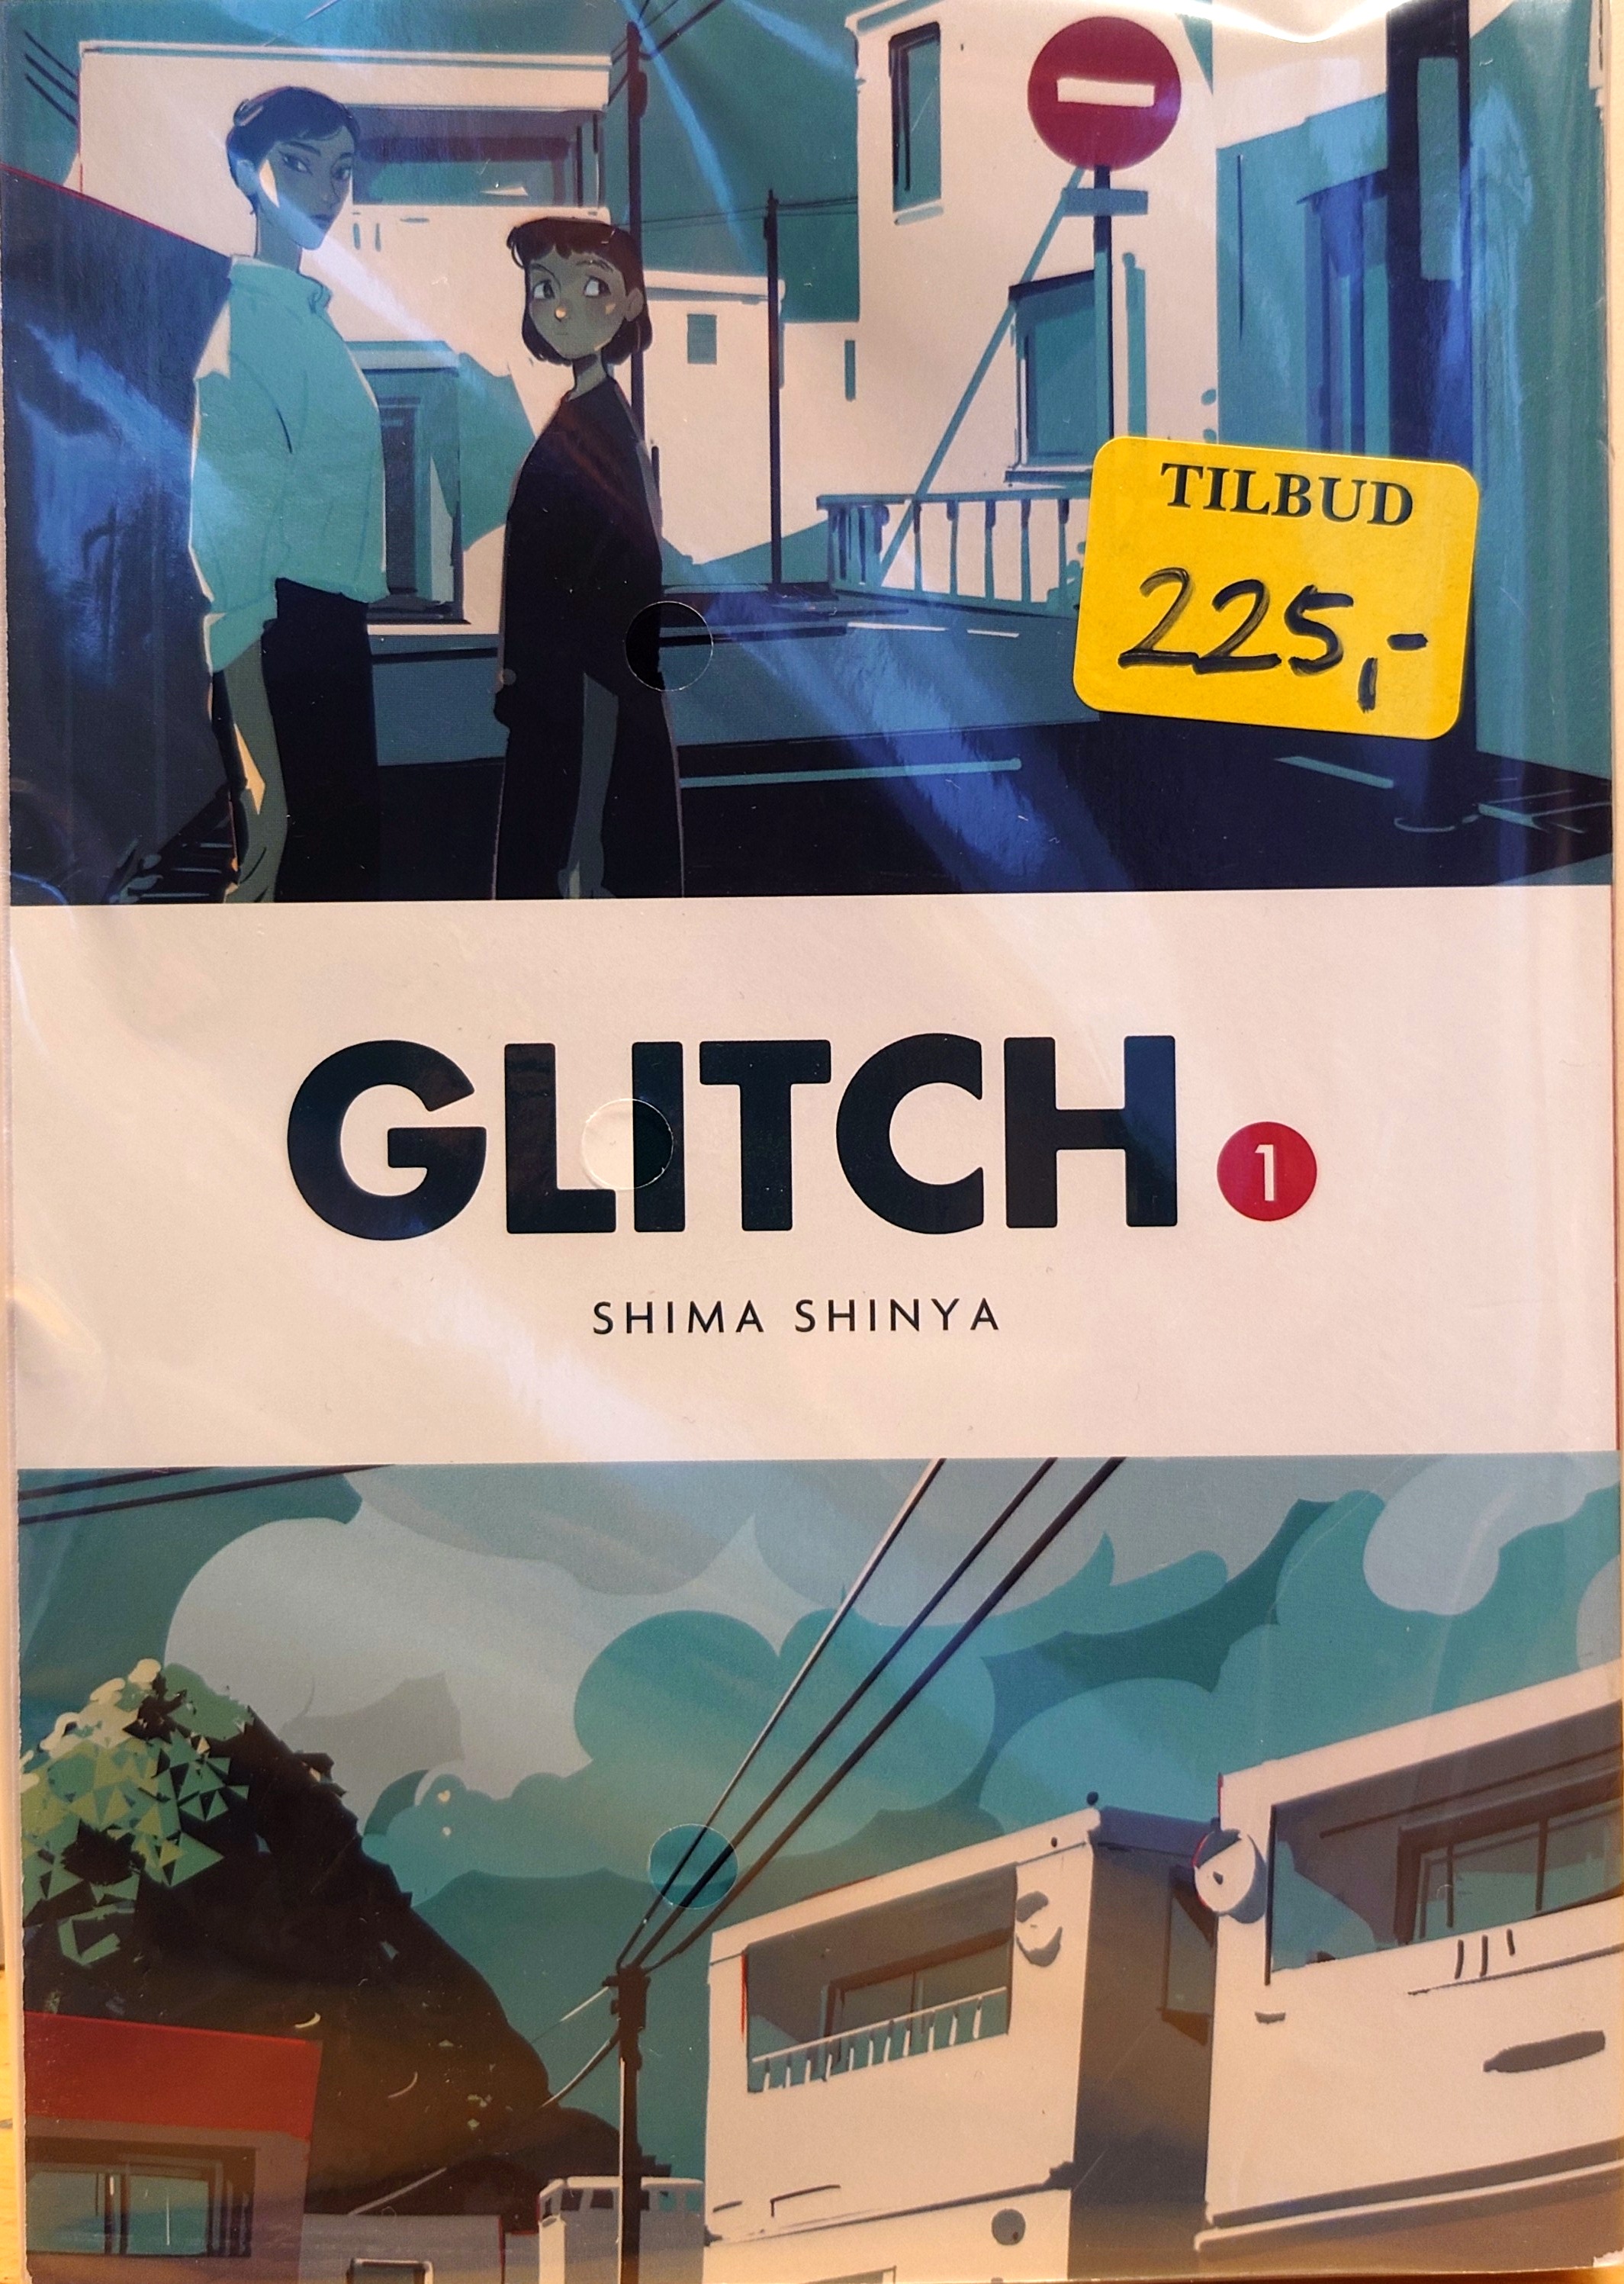 TILBUD
225,-
GLITCH. 1
SHIMA SHINYA